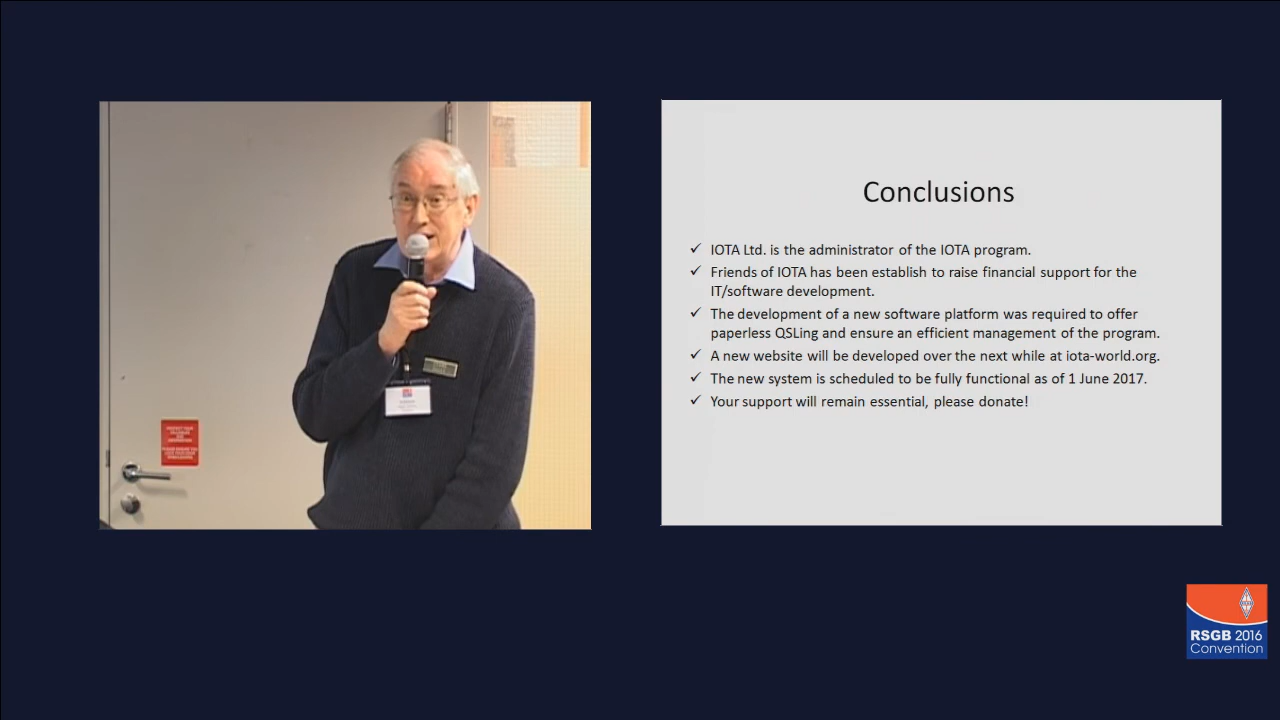 Conclusions
✓ IOTA Ltd. is the administrator of the IOTA program.
✓ Friends of IOTA has been establish to raise financial support for the
IT/software development.
✓ The development of a new software platform was required to offer
paperless QSLing and ensure an efficient management of the program.
✓ A new website will be developed over the next while at iota-world.org.
✓ The new system is scheduled to be fully functional as of 1 June 2017.
✓ Your support will remain essential, please donate!
RSGB 2016
Convention